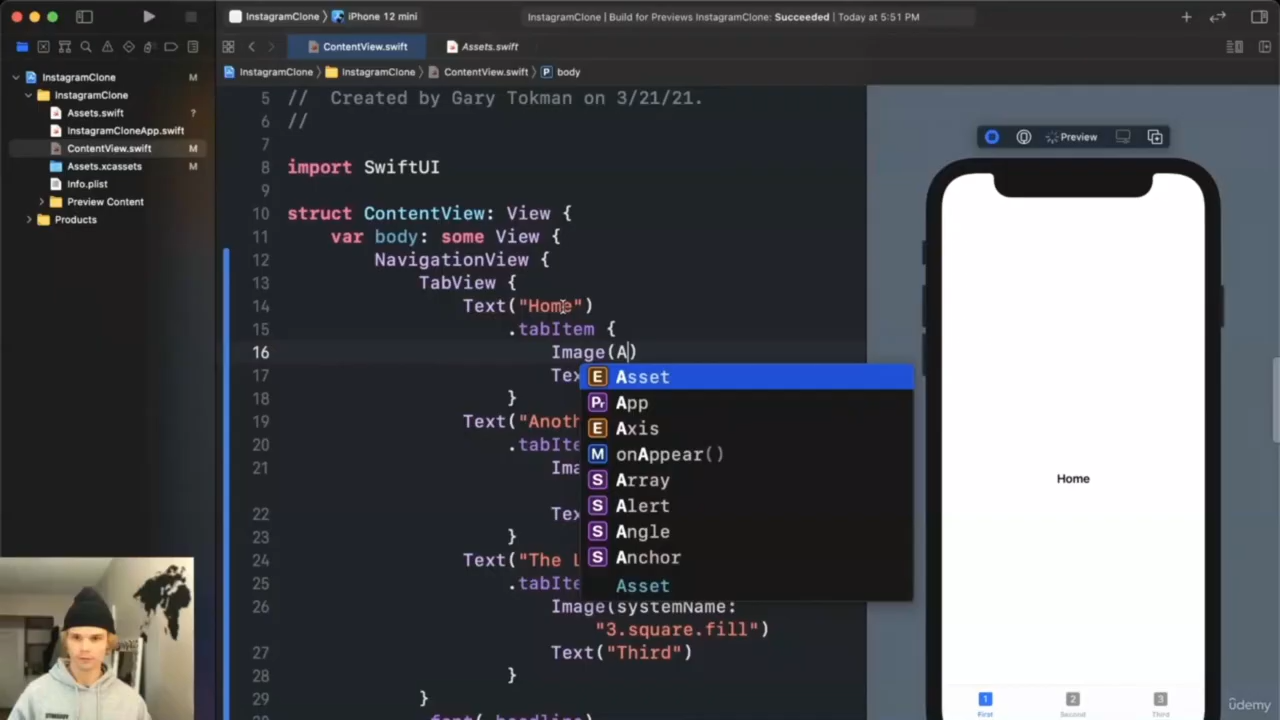 InstagramClone 〉 iPhone 12 mini
InstagramClone | Build for Previews InstagramClone: Succeeded | Today at 5:51 PM
ContentView.swift
Assets.swift
InstagramClone 〉 InstagramClone 〉 ContentView.swift 〉 P body
InstagramClone M
InstagramClone
Assets.swift ?
InstagramCloneApp.swift
ContentView.swift M
Assets.xcassets M
Info.plist
Preview Content
Products
5 // Created by Gary Tokman on 3/21/21.
6 //
7
8 import SwiftUI
9
10 struct ContentView: View {
11 var body: some View {
12 NavigationView {
13 TabView {
14 Text("Home")
15 .tabItem {
16 Image(A)
17 Tex
18 }
19 Text("Anoth
20 .tabIte
21 Ima
22 Tex
23 }
24 Text("The L
25 .tabIte
26 Image(systemName:
"3.square.fill")
27 Text("Third")
28 }
29 }
E Asset
Pr App
E Axis
M onAppear()
S Array
S Alert
S Angle
S Anchor
Asset
Preview
Home
1 2 3
First Second Third
ûdemy